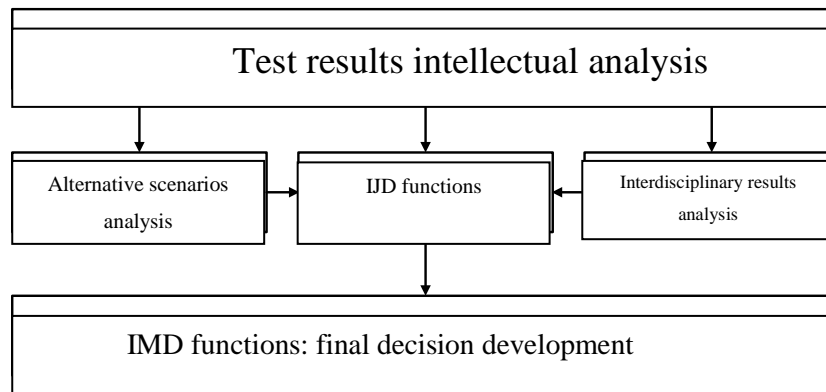 Test results intellectual analysis
Alternative scenarios
analysis
IJD functions
Interdisciplinary results
analysis
IMD functions: final decision development